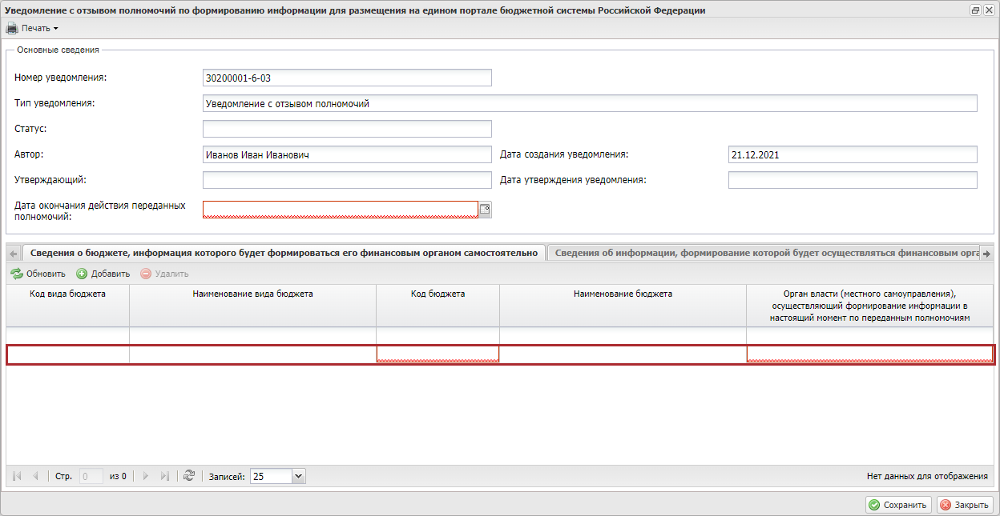 Уведомление с отзывом полномочий по формированию информации для размещения на едином портале бюджетной системы Российской Федерации
Печать
Основные сведения
Номер уведомления: 30200001-6-03
Тип уведомления: Уведомление с отзывом полномочий
Статус:
Автор: Иванов Иван Иванович Дата создания уведомления: 21.12.2021
Утверждающий: Дата утверждения уведомления:
Дата окончания действия переданных
полномочий:
Сведения о бюджете, информация которого будет формироваться его финансовым органом самостоятельно Сведения об информации, формирование которой будет осуществляться финансовым орга
Обновить Добавить Удалить
Код вида бюджета Наименование вида бюджета Код бюджета Наименование бюджета Орган власти (местного самоуправления),
осуществляющий формирование информации в
настоящий момент по переданным полномочиям
Стр. 0 из 0 Записей: 25 Нет данных для отображения
Сохранить Закрыть